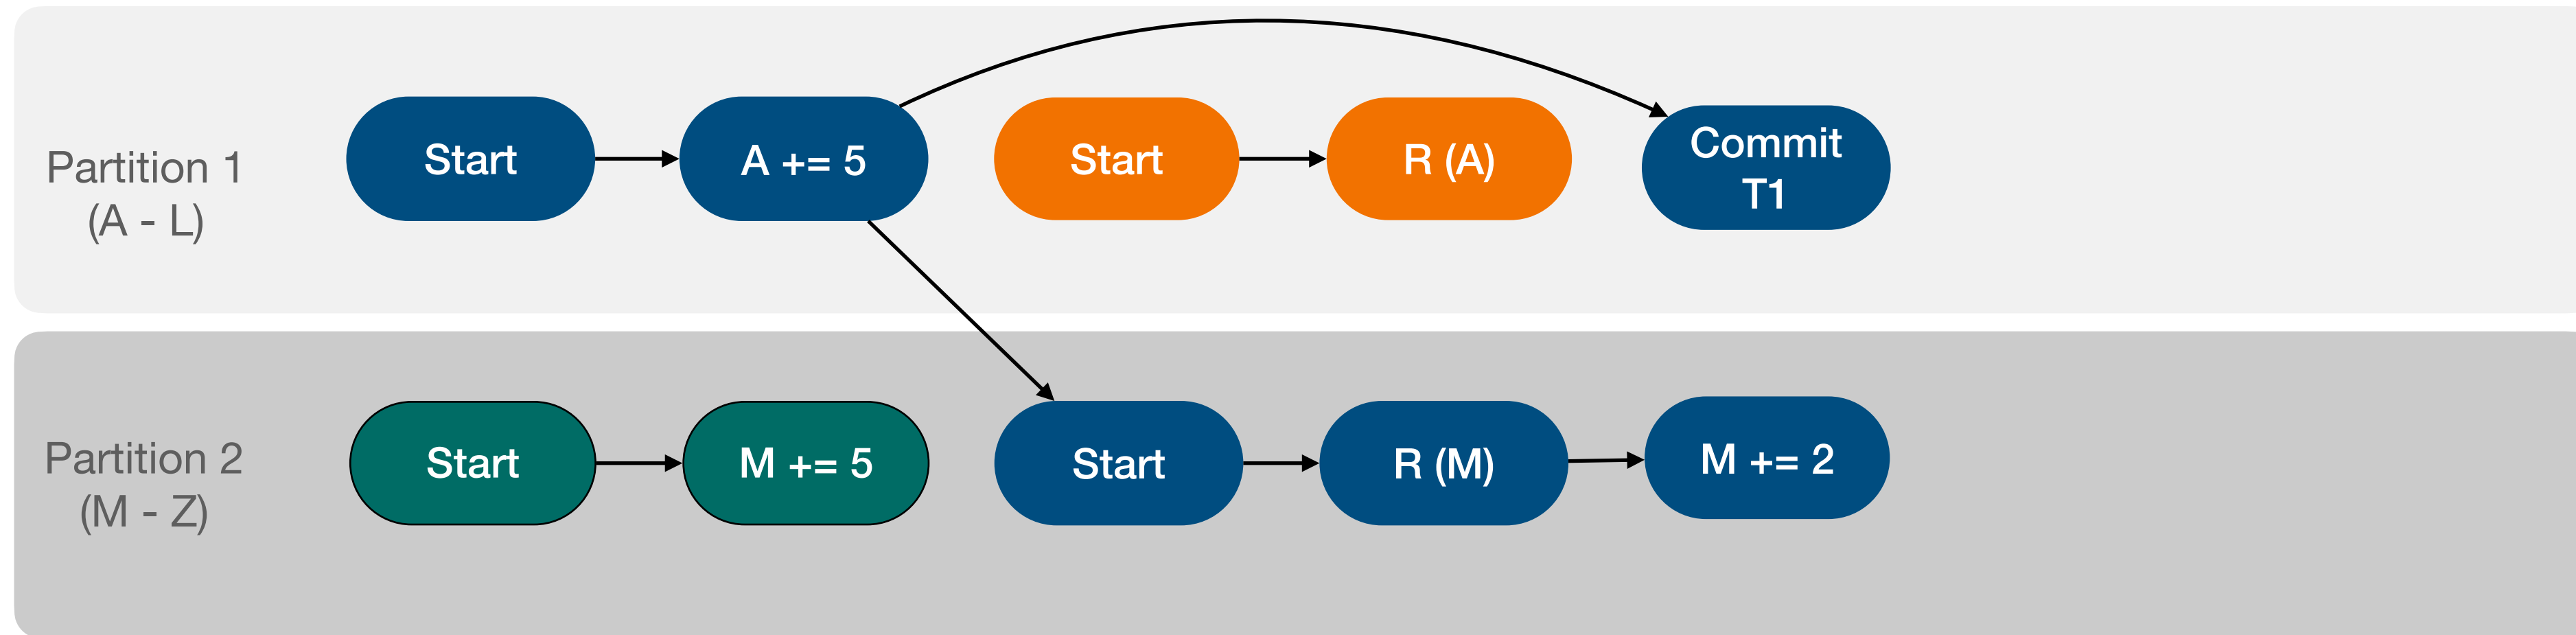 Partition 1
(A - L)
Start
A += 5
Start
R (A)
Commit
T1
Partition 2
(M - Z)
Start
M += 5
Start
R (M)
M += 2